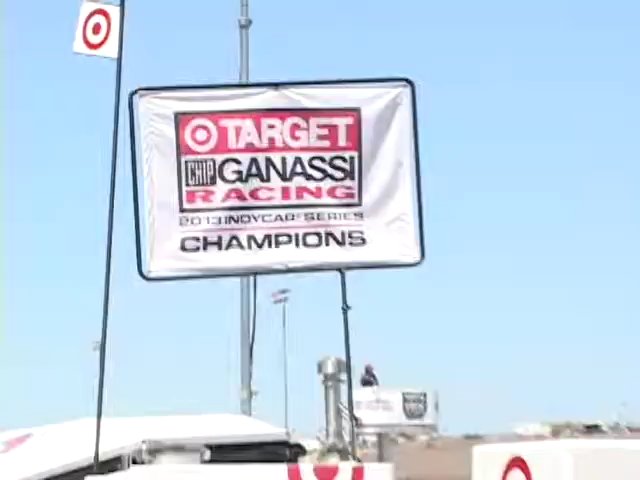 TARGET
CHIP GANASSI
RACING
2013 INDYCAR SERIES
CHAMPIONS